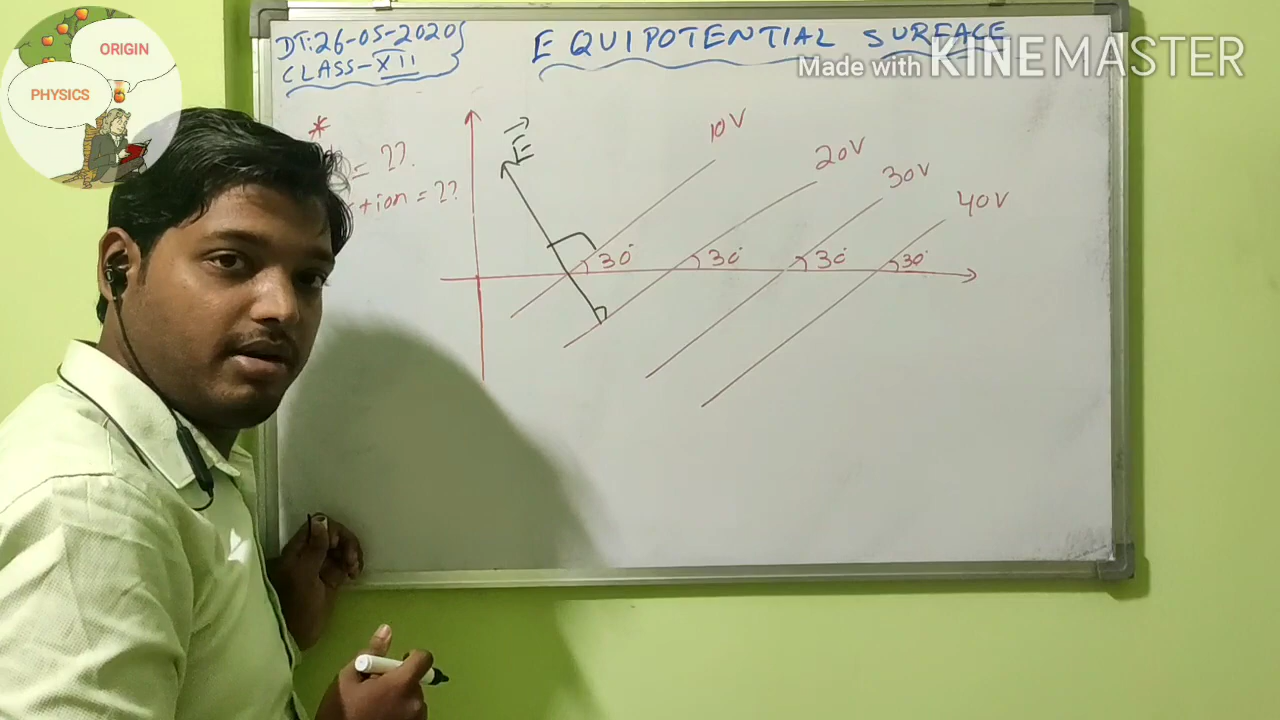 ORIGIN
PHYSICS
DT:26-05-2020
CLASS-XII
EQUIPOTENTIAL SURFACE
Made with KINEMASTER
*
= ??.
tion = ??
E
10V
20V
30V
40V
30°
30°
30°
30°